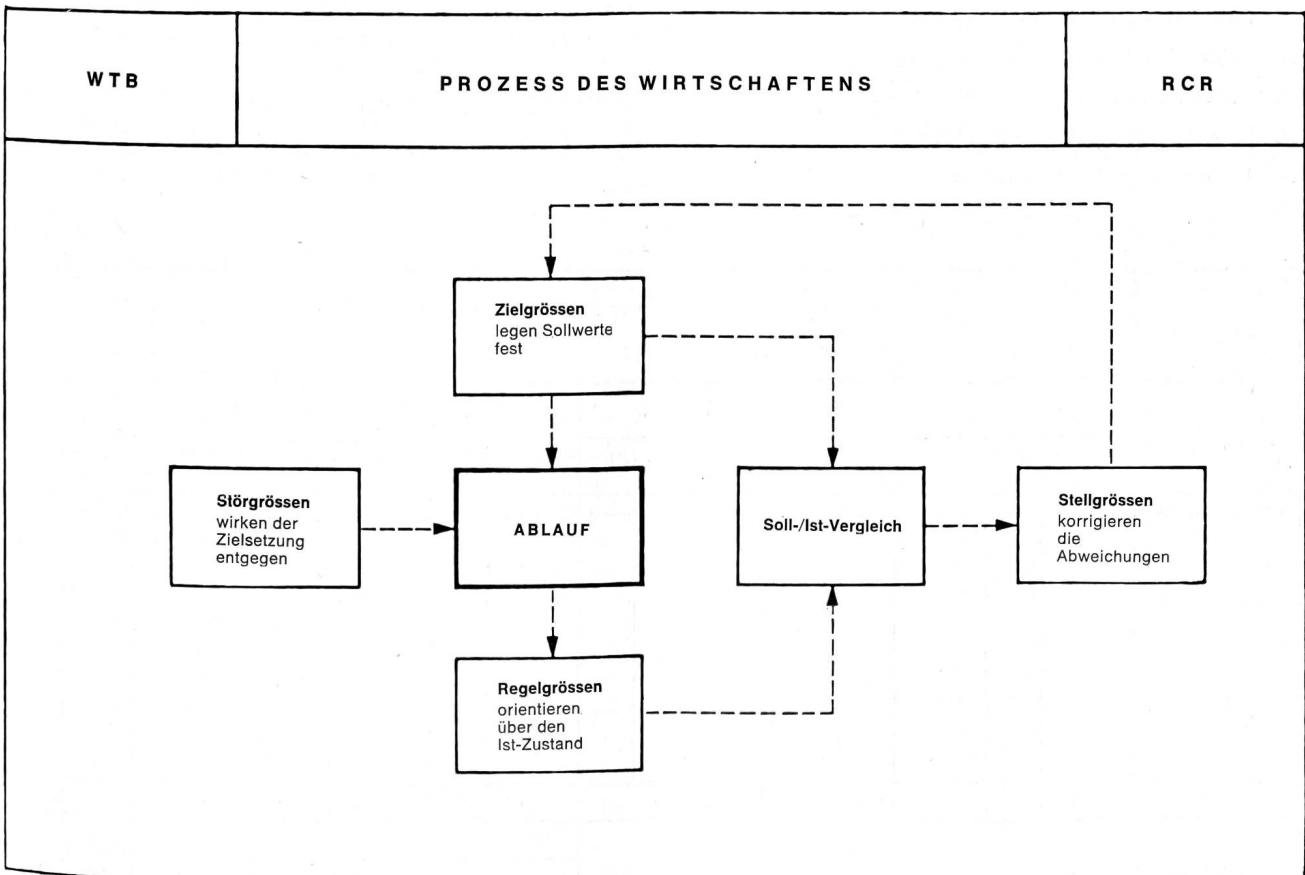 WTB
PROZESS DES WIRTSCHAFTENS
RCR
Zielgrössen
legen Sollwerte
fest
Störgrössen
wirken der
Zielsetzung
entgegen
ABLAUF
Soll-/Ist-Vergleich
Stellgrössen
korrigieren
die
Abweichungen
Regelgrössen
orientieren
über den
Ist-Zustand